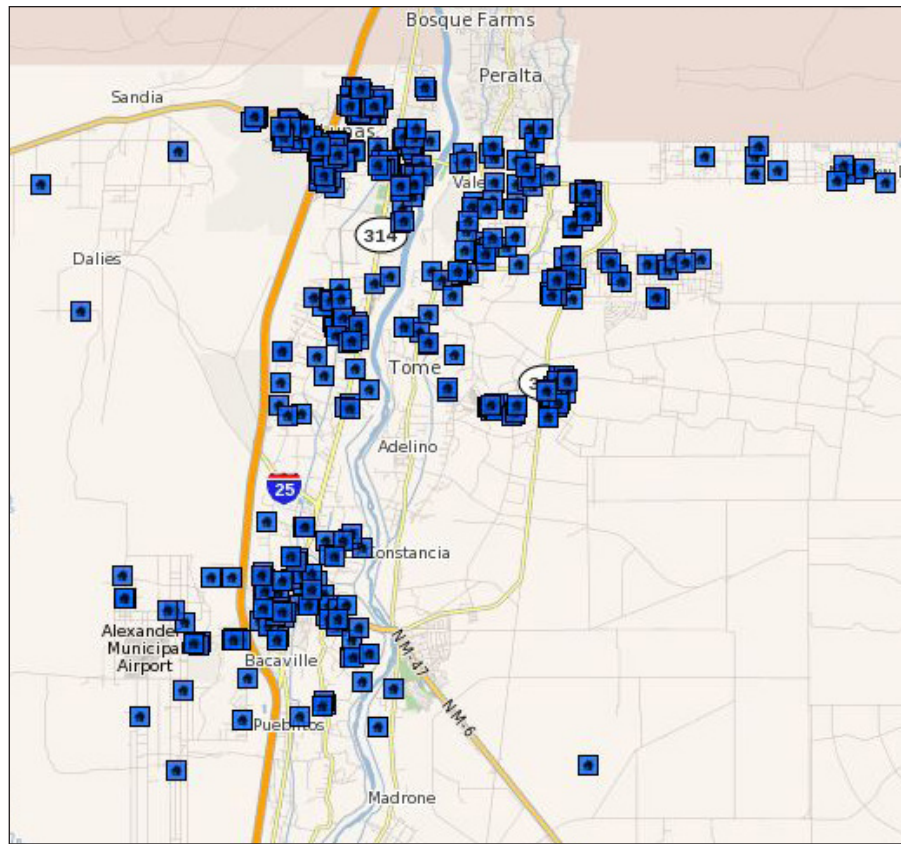 Bosque Farms
Peralta
Sandia
314
Dalies
Tome
Adelino
25
Constancia
Alexander
Municipal
Airport
Bacaville
NM-47
NM-6
Pueblitos
Madrone